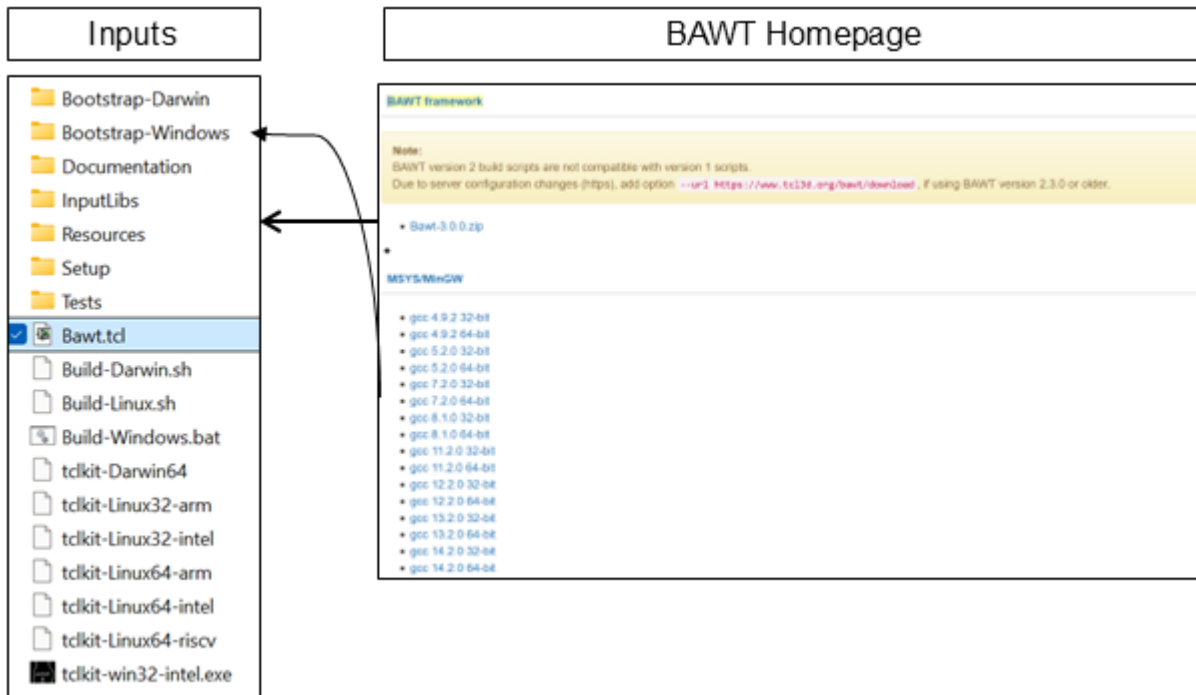 Inputs
BAWT Homepage
Bootstrap-Darwin
Bootstrap-Windows
Documentation
InputLibs
Resources
Setup
Tests
Bawt.tcl
Build-Darwin.sh
Build-Linux.sh
Build-Windows.bat
tclkit-Darwin64
tclkit-Linux32-arm
tclkit-Linux32-intel
tclkit-Linux64-arm
tclkit-Linux64-intel
tclkit-Linux64-riscv
tclkit-win32-intel.exe
BAWT framework
Note:
BAWT version 2 build scripts are not compatible with version 1 scripts.
Due to server configuration changes (https), add option --url https://www.tcl3d.org/bawt/download , if using BAWT version 2.3.0 or older.
• Bawt-3.0.0.zip
•
MSYS/MinGW
• gcc 4.9.2 32-bit
• gcc 4.9.2 64-bit
• gcc 5.2.0 32-bit
• gcc 5.2.0 64-bit
• gcc 7.2.0 32-bit
• gcc 7.2.0 64-bit
• gcc 8.1.0 32-bit
• gcc 8.1.0 64-bit
• gcc 11.2.0 32-bit
• gcc 11.2.0 64-bit
• gcc 12.2.0 32-bit
• gcc 12.2.0 64-bit
• gcc 13.2.0 32-bit
• gcc 13.2.0 64-bit
• gcc 14.2.0 32-bit
• gcc 14.2.0 64-bit